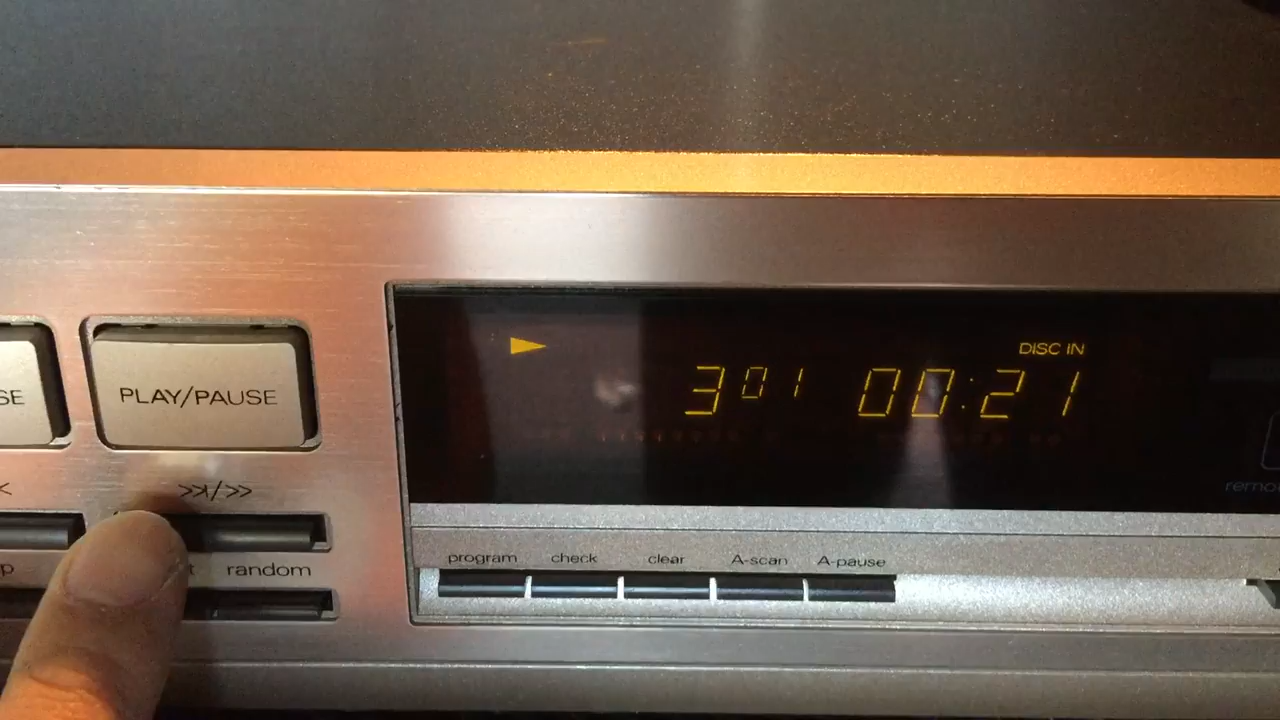 DISC IN
3 01 00:21
SE
PLAY/PAUSE
program check clear A-scan A-pause
random